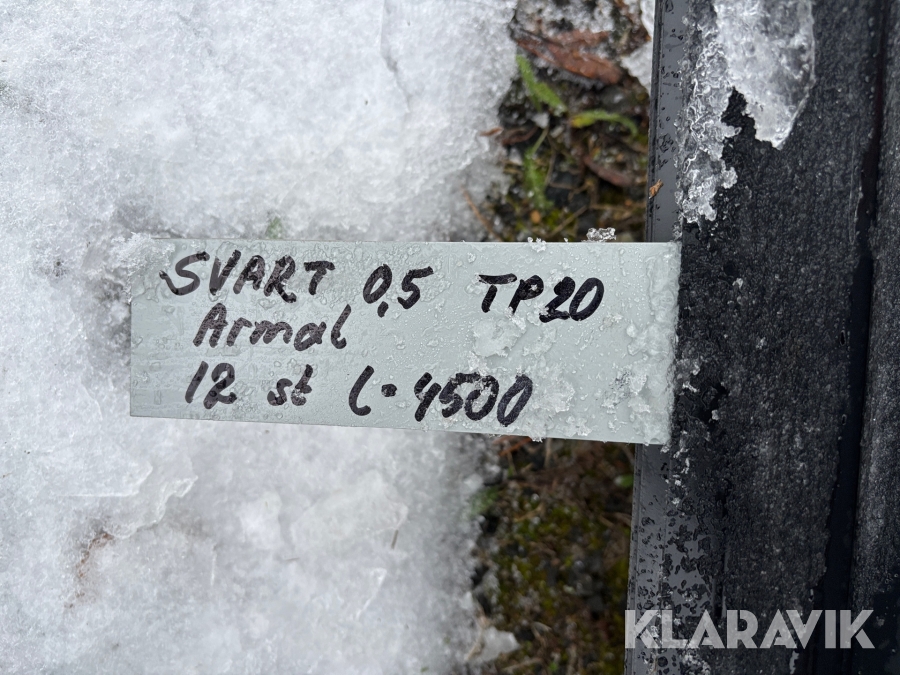 SVART 0,5 TP20
Armal
12 st L-4500
KLARAVIK